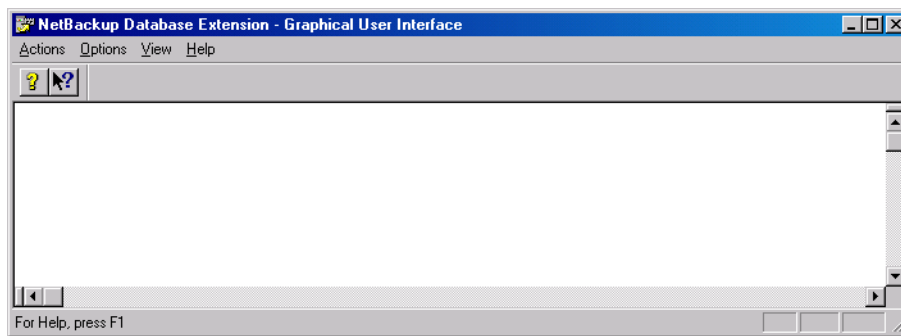 NetBackup Database Extension - Graphical User Interface
Actions Options View Help
? ?
For Help, press F1